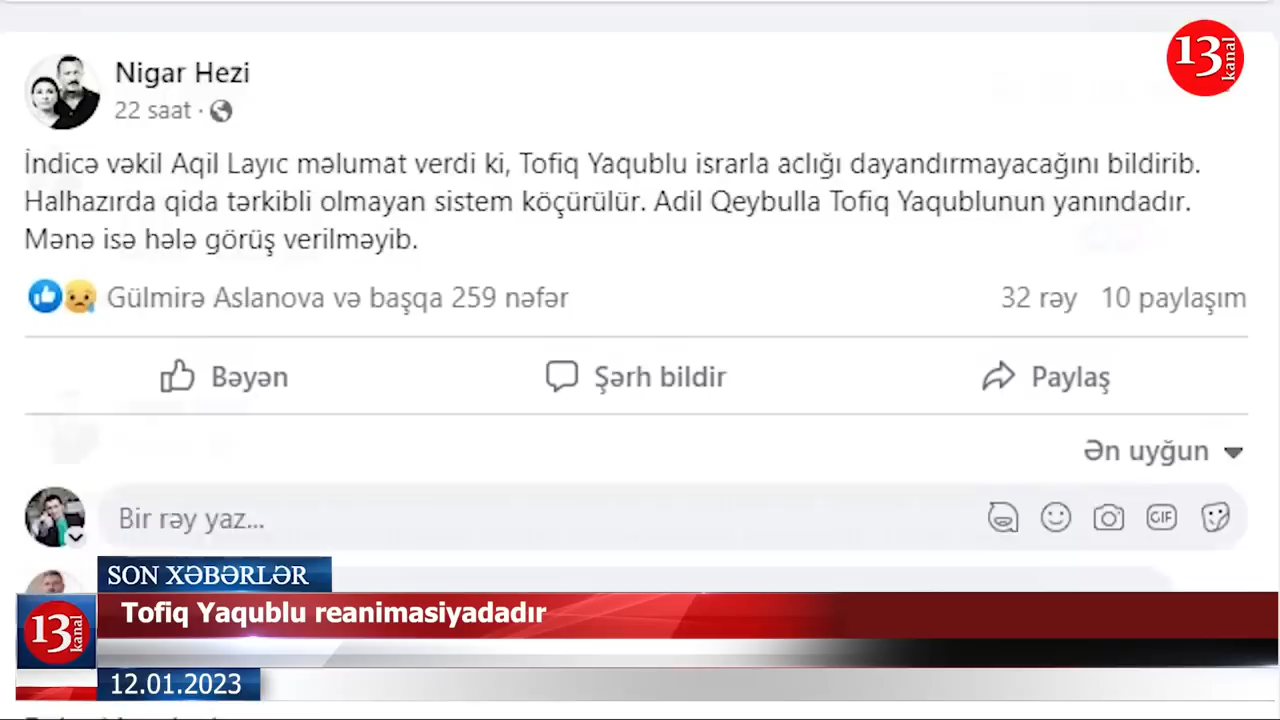 13 kanal
Nigar Hezi
22 saat ·
İndicə vəkil Aqil Layıc məlumat verdi ki, Tofiq Yaqublu israrla aclığı dayandırmayacağını bildirib.
Halhazırda qida tərkibli olmayan sistem köçürülür. Adil Qeybulla Tofiq Yaqublunun yanındadır.
Mənə isə hələ görüş verilməyib.
Gülmirə Aslanova və başqa 259 nəfər 32 rəy 10 paylaşım
Bəyən Şərh bildir Paylaş
Ən uyğun
Bir rəy yaz...
GIF
SON XƏBƏRLƏR
Tofiq Yaqublu reanimasiyadadır
13 kanal
12.01.2023